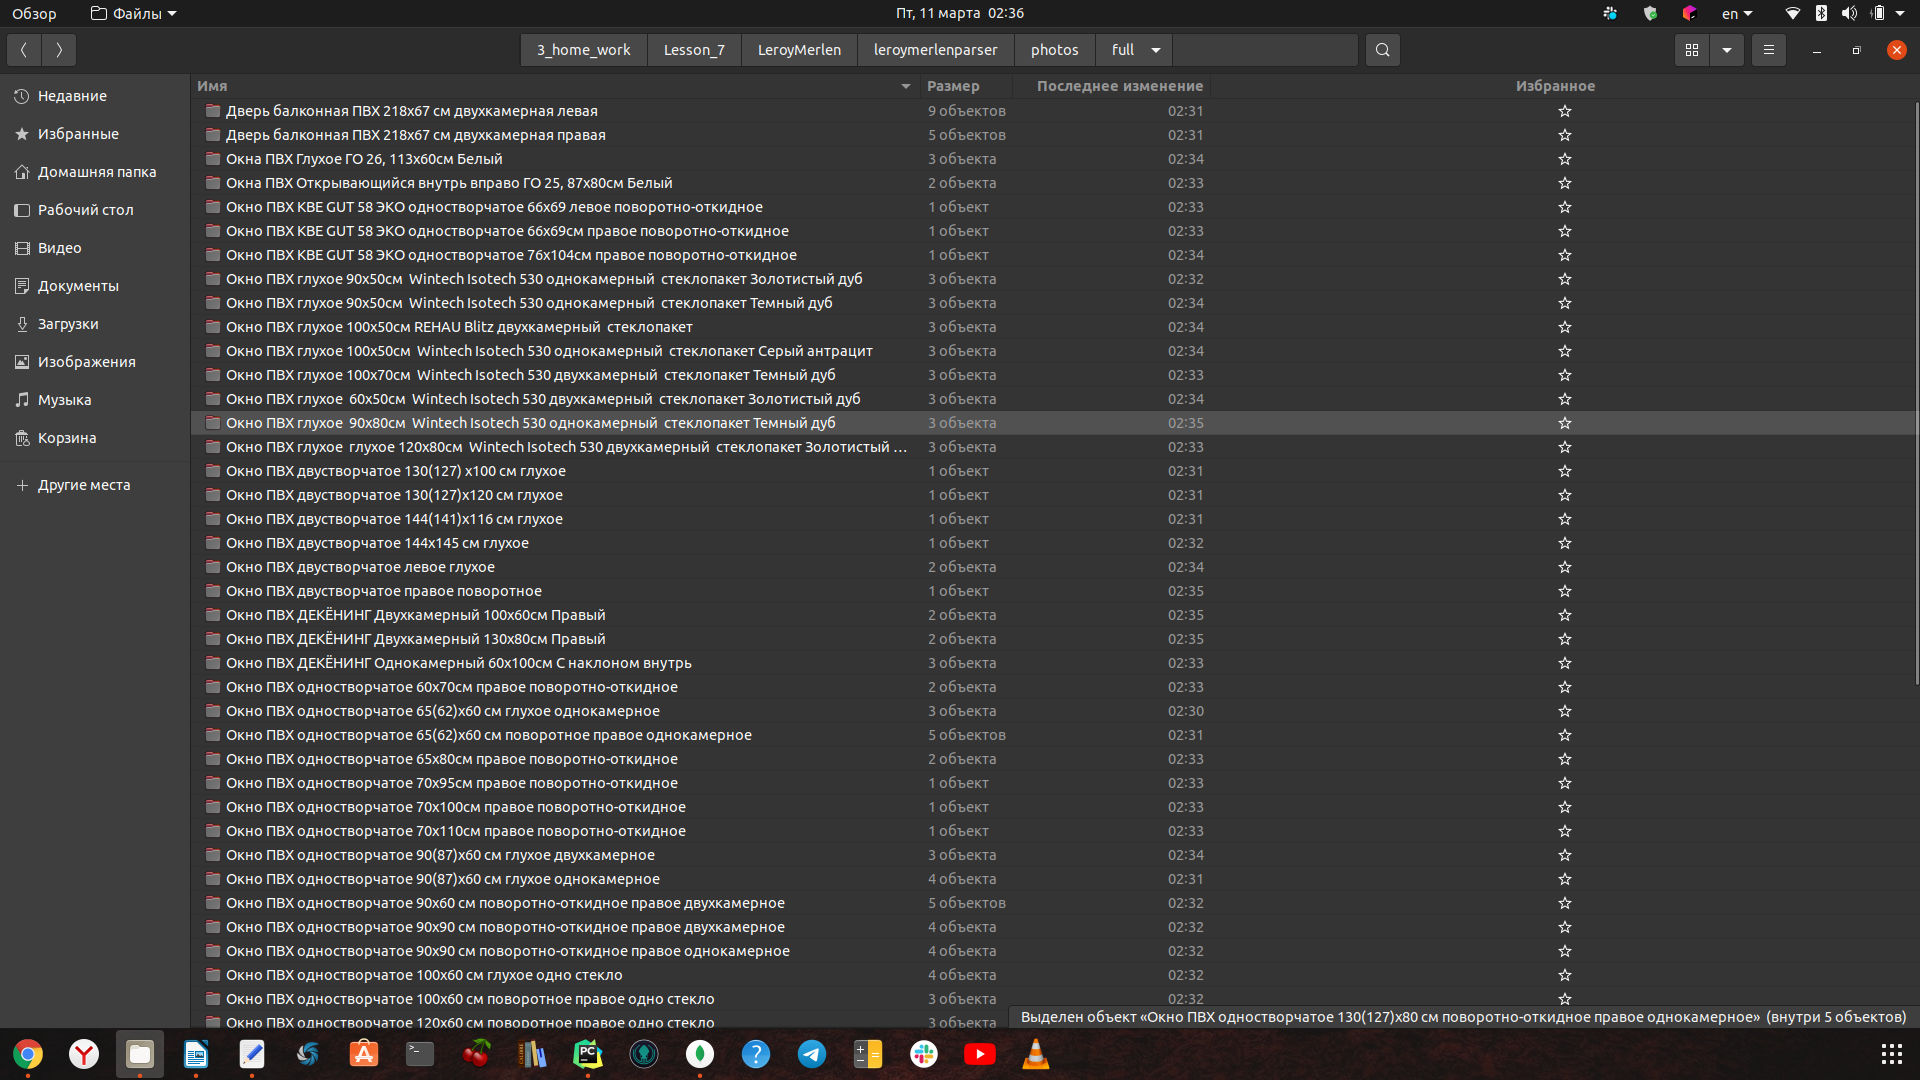 Обзор Файлы Пт, 11 марта 02:36 en
3_home_work Lesson_7 LeroyMerlen leroymerlenparser photos full
Имя Размер Последнее изменение Избранное
Недавние
Избранные
Домашняя папка
Рабочий стол
Видео
Документы
Загрузки
Изображения
Музыка
Корзина
Другие места
Дверь балконная ПВХ 218х67 см двухкамерная левая 9 объектов 02:31
Дверь балконная ПВХ 218х67 см двухкамерная правая 5 объектов 02:31
Окна ПВХ Глухое ГО 26, 113х60см Белый 3 объекта 02:34
Окна ПВХ Открывающийся внутрь вправо ГО 25, 87х80см Белый 2 объекта 02:33
Окно ПВХ KBE GUT 58 ЭКО одностворчатое 66х69 левое поворотно-откидное 1 объект 02:33
Окно ПВХ KBE GUT 58 ЭКО одностворчатое 66х69см правое поворотно-откидное 1 объект 02:33
Окно ПВХ KBE GUT 58 ЭКО одностворчатое 76х104см правое поворотно-откидное 1 объект 02:34
Окно ПВХ глухое 90х50см Wintech Isotech 530 однокамерный стеклопакет Золотистый дуб 3 объекта 02:32
Окно ПВХ глухое 90х50см Wintech Isotech 530 однокамерный стеклопакет Темный дуб 3 объекта 02:34
Окно ПВХ глухое 100х50см REHAU Blitz двухкамерный стеклопакет 3 объекта 02:34
Окно ПВХ глухое 100х50см Wintech Isotech 530 однокамерный стеклопакет Серый антрацит 3 объекта 02:34
Окно ПВХ глухое 100х70см Wintech Isotech 530 двухкамерный стеклопакет Темный дуб 3 объекта 02:33
Окно ПВХ глухое 60х50см Wintech Isotech 530 двухкамерный стеклопакет Золотистый дуб 3 объекта 02:34
Окно ПВХ глухое 90х80см Wintech Isotech 530 однокамерный стеклопакет Темный дуб 3 объекта 02:35
Окно ПВХ глухое глухое 120х80см Wintech Isotech 530 двухкамерный стеклопакет Золотистый … 3 объекта 02:33
Окно ПВХ двустворчатое 130(127) х100 см глухое 1 объект 02:31
Окно ПВХ двустворчатое 130(127)х120 см глухое 1 объект 02:31
Окно ПВХ двустворчатое 144(141)х116 см глухое 1 объект 02:31
Окно ПВХ двустворчатое 144х145 см глухое 1 объект 02:32
Окно ПВХ двустворчатое левое глухое 2 объекта 02:34
Окно ПВХ двустворчатое правое поворотное 1 объект 02:35
Окно ПВХ ДЕКЁНИНГ Двухкамерный 100х60см Правый 2 объекта 02:35
Окно ПВХ ДЕКЁНИНГ Двухкамерный 130х80см Правый 2 объекта 02:35
Окно ПВХ ДЕКЁНИНГ Однокамерный 60х100см С наклоном внутрь 3 объекта 02:33
Окно ПВХ одностворчатое 60х70см правое поворотно-откидное 2 объекта 02:33
Окно ПВХ одностворчатое 65(62)х60 см глухое однокамерное 3 объекта 02:30
Окно ПВХ одностворчатое 65(62)х60 см поворотное правое однокамерное 5 объектов 02:31
Окно ПВХ одностворчатое 65х80см правое поворотно-откидное 2 объекта 02:33
Окно ПВХ одностворчатое 70х95см правое поворотно-откидное 1 объект 02:33
Окно ПВХ одностворчатое 70х100см правое поворотно-откидное 1 объект 02:33
Окно ПВХ одностворчатое 70х110см правое поворотно-откидное 1 объект 02:33
Окно ПВХ одностворчатое 90(87)х60 см глухое двухкамерное 3 объекта 02:34
Окно ПВХ одностворчатое 90(87)х60 см глухое однокамерное 4 объекта 02:31
Окно ПВХ одностворчатое 90х60 см поворотно-откидное правое двухкамерное 5 объектов 02:32
Окно ПВХ одностворчатое 90х90 см поворотно-откидное правое двухкамерное 4 объекта 02:32
Окно ПВХ одностворчатое 90х90 см поворотно-откидное правое однокамерное 4 объекта 02:32
Окно ПВХ одностворчатое 100х60 см глухое одно стекло 4 объекта 02:32
Окно ПВХ одностворчатое 100х60 см поворотное правое одно стекло 3 объекта 02:32
Окно ПВХ одностворчатое 120х60 см поворотное правое одно стекло 3 объекта
Выделен объект «Окно ПВХ одностворчатое 130(127)х80 см поворотно-откидное правое однокамерное» (внутри 5 объектов)